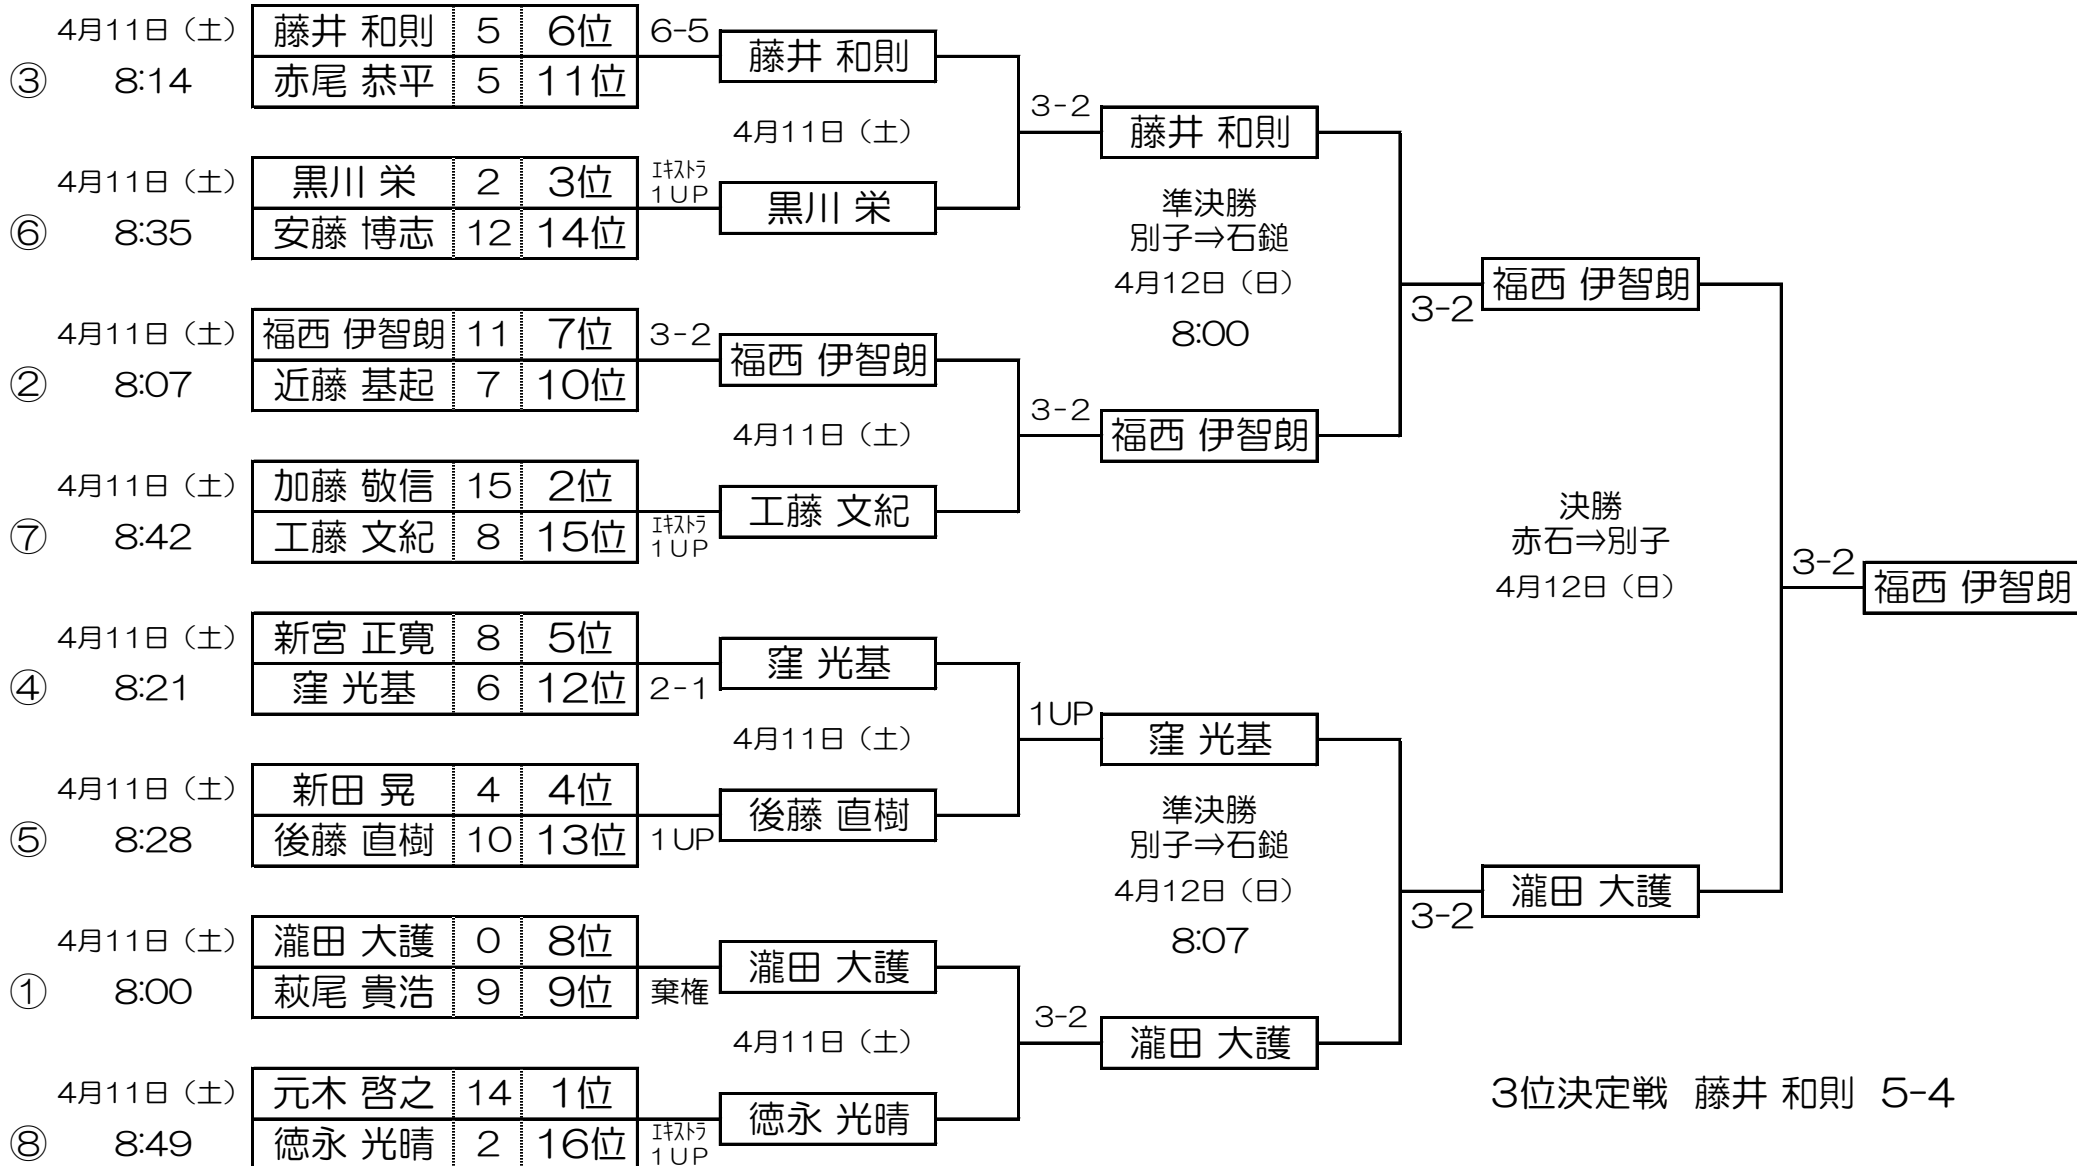 4月11日（土） 藤井 和則 5 6位 6-5
③ 8:14 赤尾 恭平 5 11位
藤井 和則
4月11日（土）
4月11日（土） 黒川 栄 2 3位 ｴｷｽﾄﾗ 1UP
⑥ 8:35 安藤 博志 12 14位
黒川 栄
3-2
藤井 和則
準決勝
別子⇒石鎚
4月12日（日）
8:00
4月11日（土） 福西 伊智朗 11 7位 3-2
② 8:07 近藤 基起 7 10位
福西 伊智朗
4月11日（土）
4月11日（土） 加藤 敬信 15 2位
⑦ 8:42 工藤 文紀 8 15位 ｴｷｽﾄﾗ 1UP
工藤 文紀
3-2
福西 伊智朗
3-2
福西 伊智朗
決勝
赤石⇒別子
4月12日（日）
3-2
福西 伊智朗
4月11日（土） 新宮 正寛 8 5位
④ 8:21 窪 光基 6 12位 2-1
窪 光基
4月11日（土）
4月11日（土） 新田 晃 4 4位
⑤ 8:28 後藤 直樹 10 13位 1UP
後藤 直樹
1UP
窪 光基
準決勝
別子⇒石鎚
4月12日（日）
8:07
4月11日（土） 瀧田 大護 0 8位
① 8:00 萩尾 貴浩 9 9位 棄権
瀧田 大護
4月11日（土）
4月11日（土） 元木 啓之 14 1位
⑧ 8:49 徳永 光晴 2 16位 ｴｷｽﾄﾗ 1UP
徳永 光晴
3-2
瀧田 大護
3-2
瀧田 大護
3位決定戦 藤井 和則 5-4